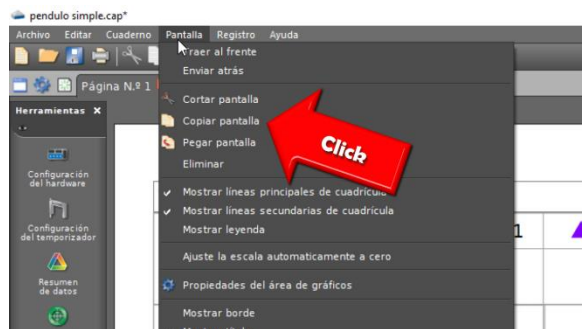 pendulo simple.cap*
Archivo Editar Cuaderno Pantalla Registro Ayuda
Traer al frente
Enviar atrás
Página N.º 1
Cortar pantalla
Herramientas X
Copiar pantalla
Click
Pegar pantalla
Eliminar
Configuración
del hardware
Mostrar líneas principales de cuadrícula
Mostrar líneas secundarias de cuadrícula
Mostrar leyenda
1
Configuración
del temporizador
Ajuste la escala automaticamente a cero
Resumen
de datos
Propiedades del área de gráficos
Mostrar borde